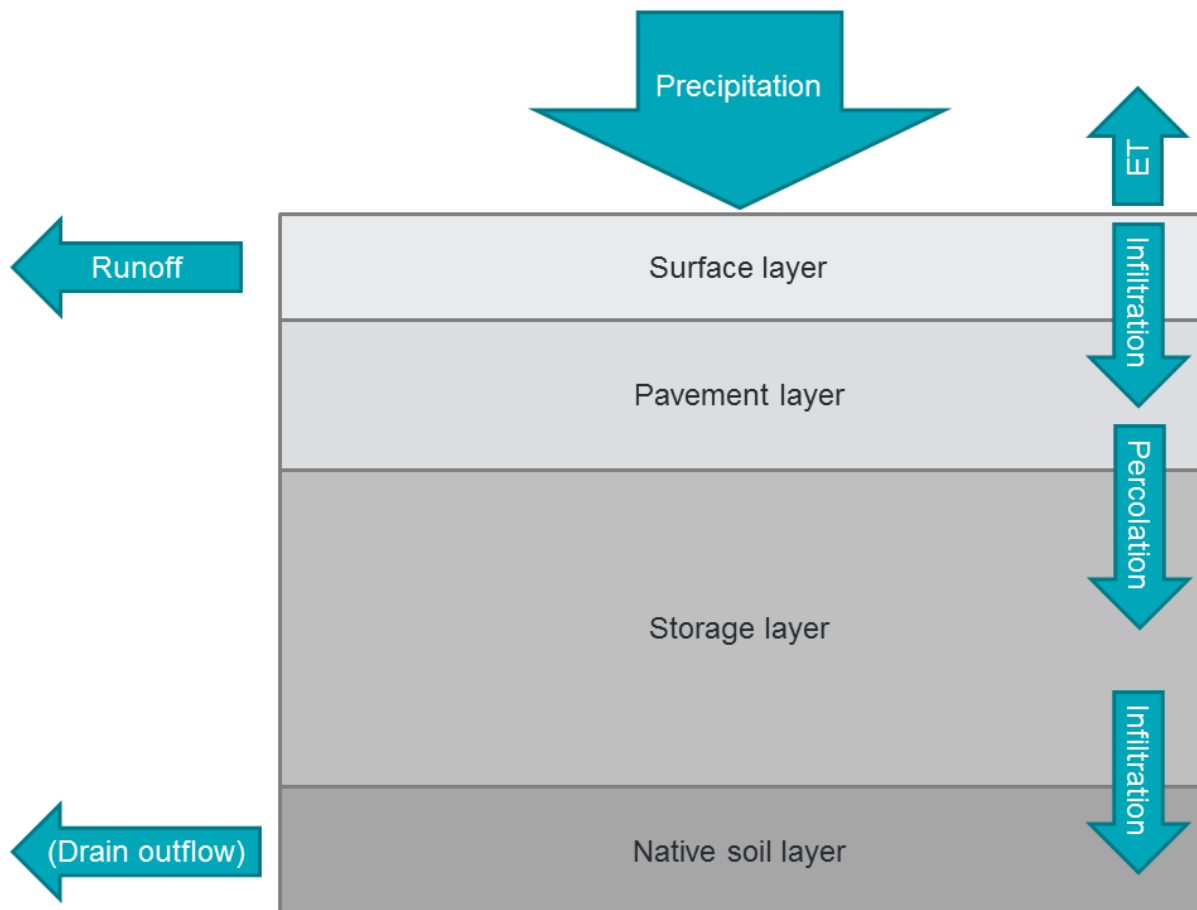 Precipitation
ET
Runoff
Surface layer
Infiltration
Pavement layer
Percolation
Storage layer
Infiltration
(Drain outflow)
Native soil layer